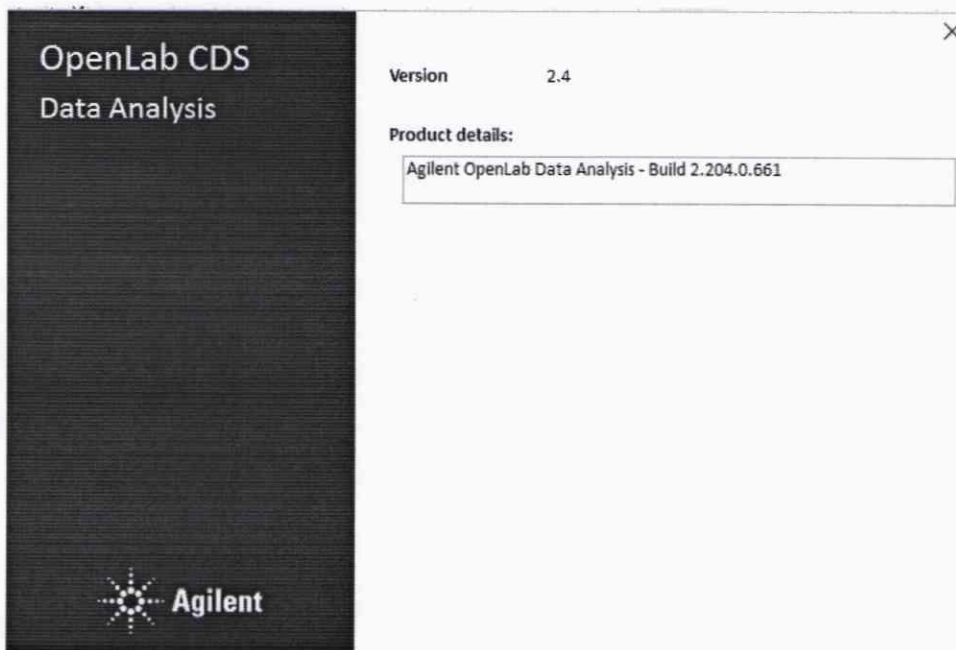 OpenLab CDS
Data Analysis
Version 2.4
Product details:
Agilent OpenLab Data Analysis - Build 2.204.0.661
Agilent